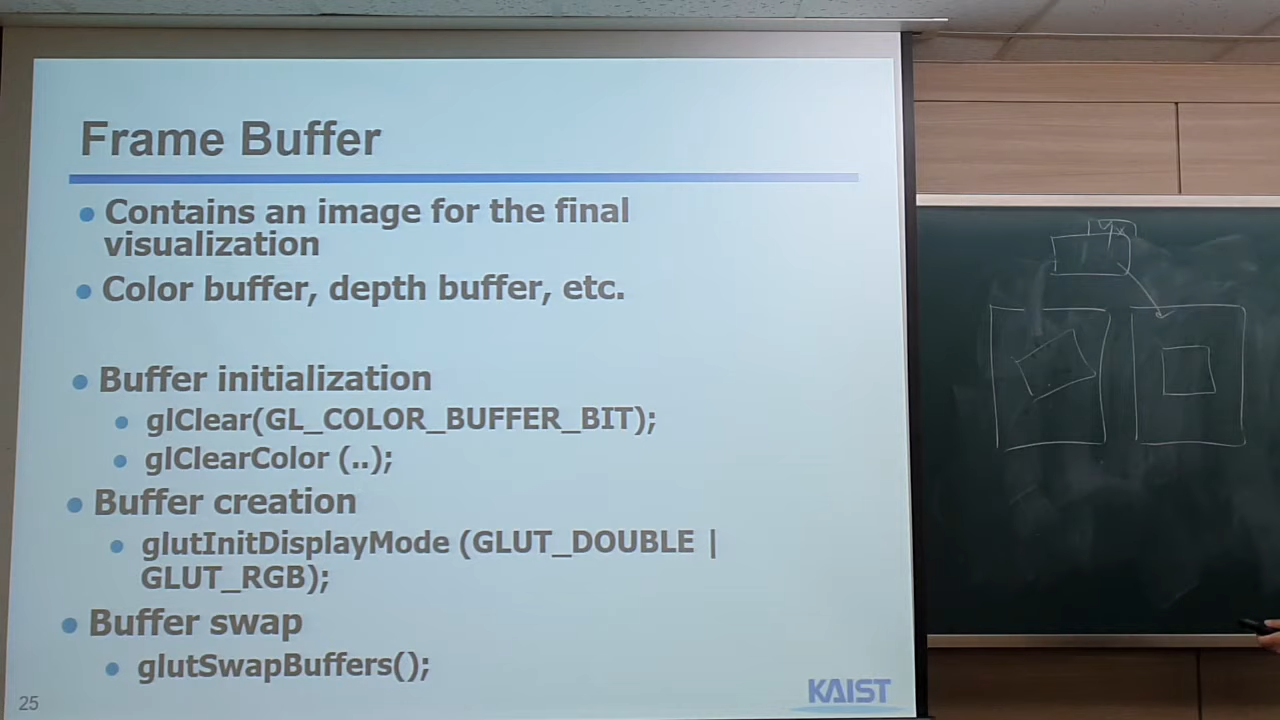 Frame Buffer
Contains an image for the final
visualization
Color buffer, depth buffer, etc.
Buffer initialization
glClear(GL_COLOR_BUFFER_BIT);
glClearColor (..);
Buffer creation
glutInitDisplayMode (GLUT_DOUBLE |
GLUT_RGB);
Buffer swap
glutSwapBuffers();
25
KAIST